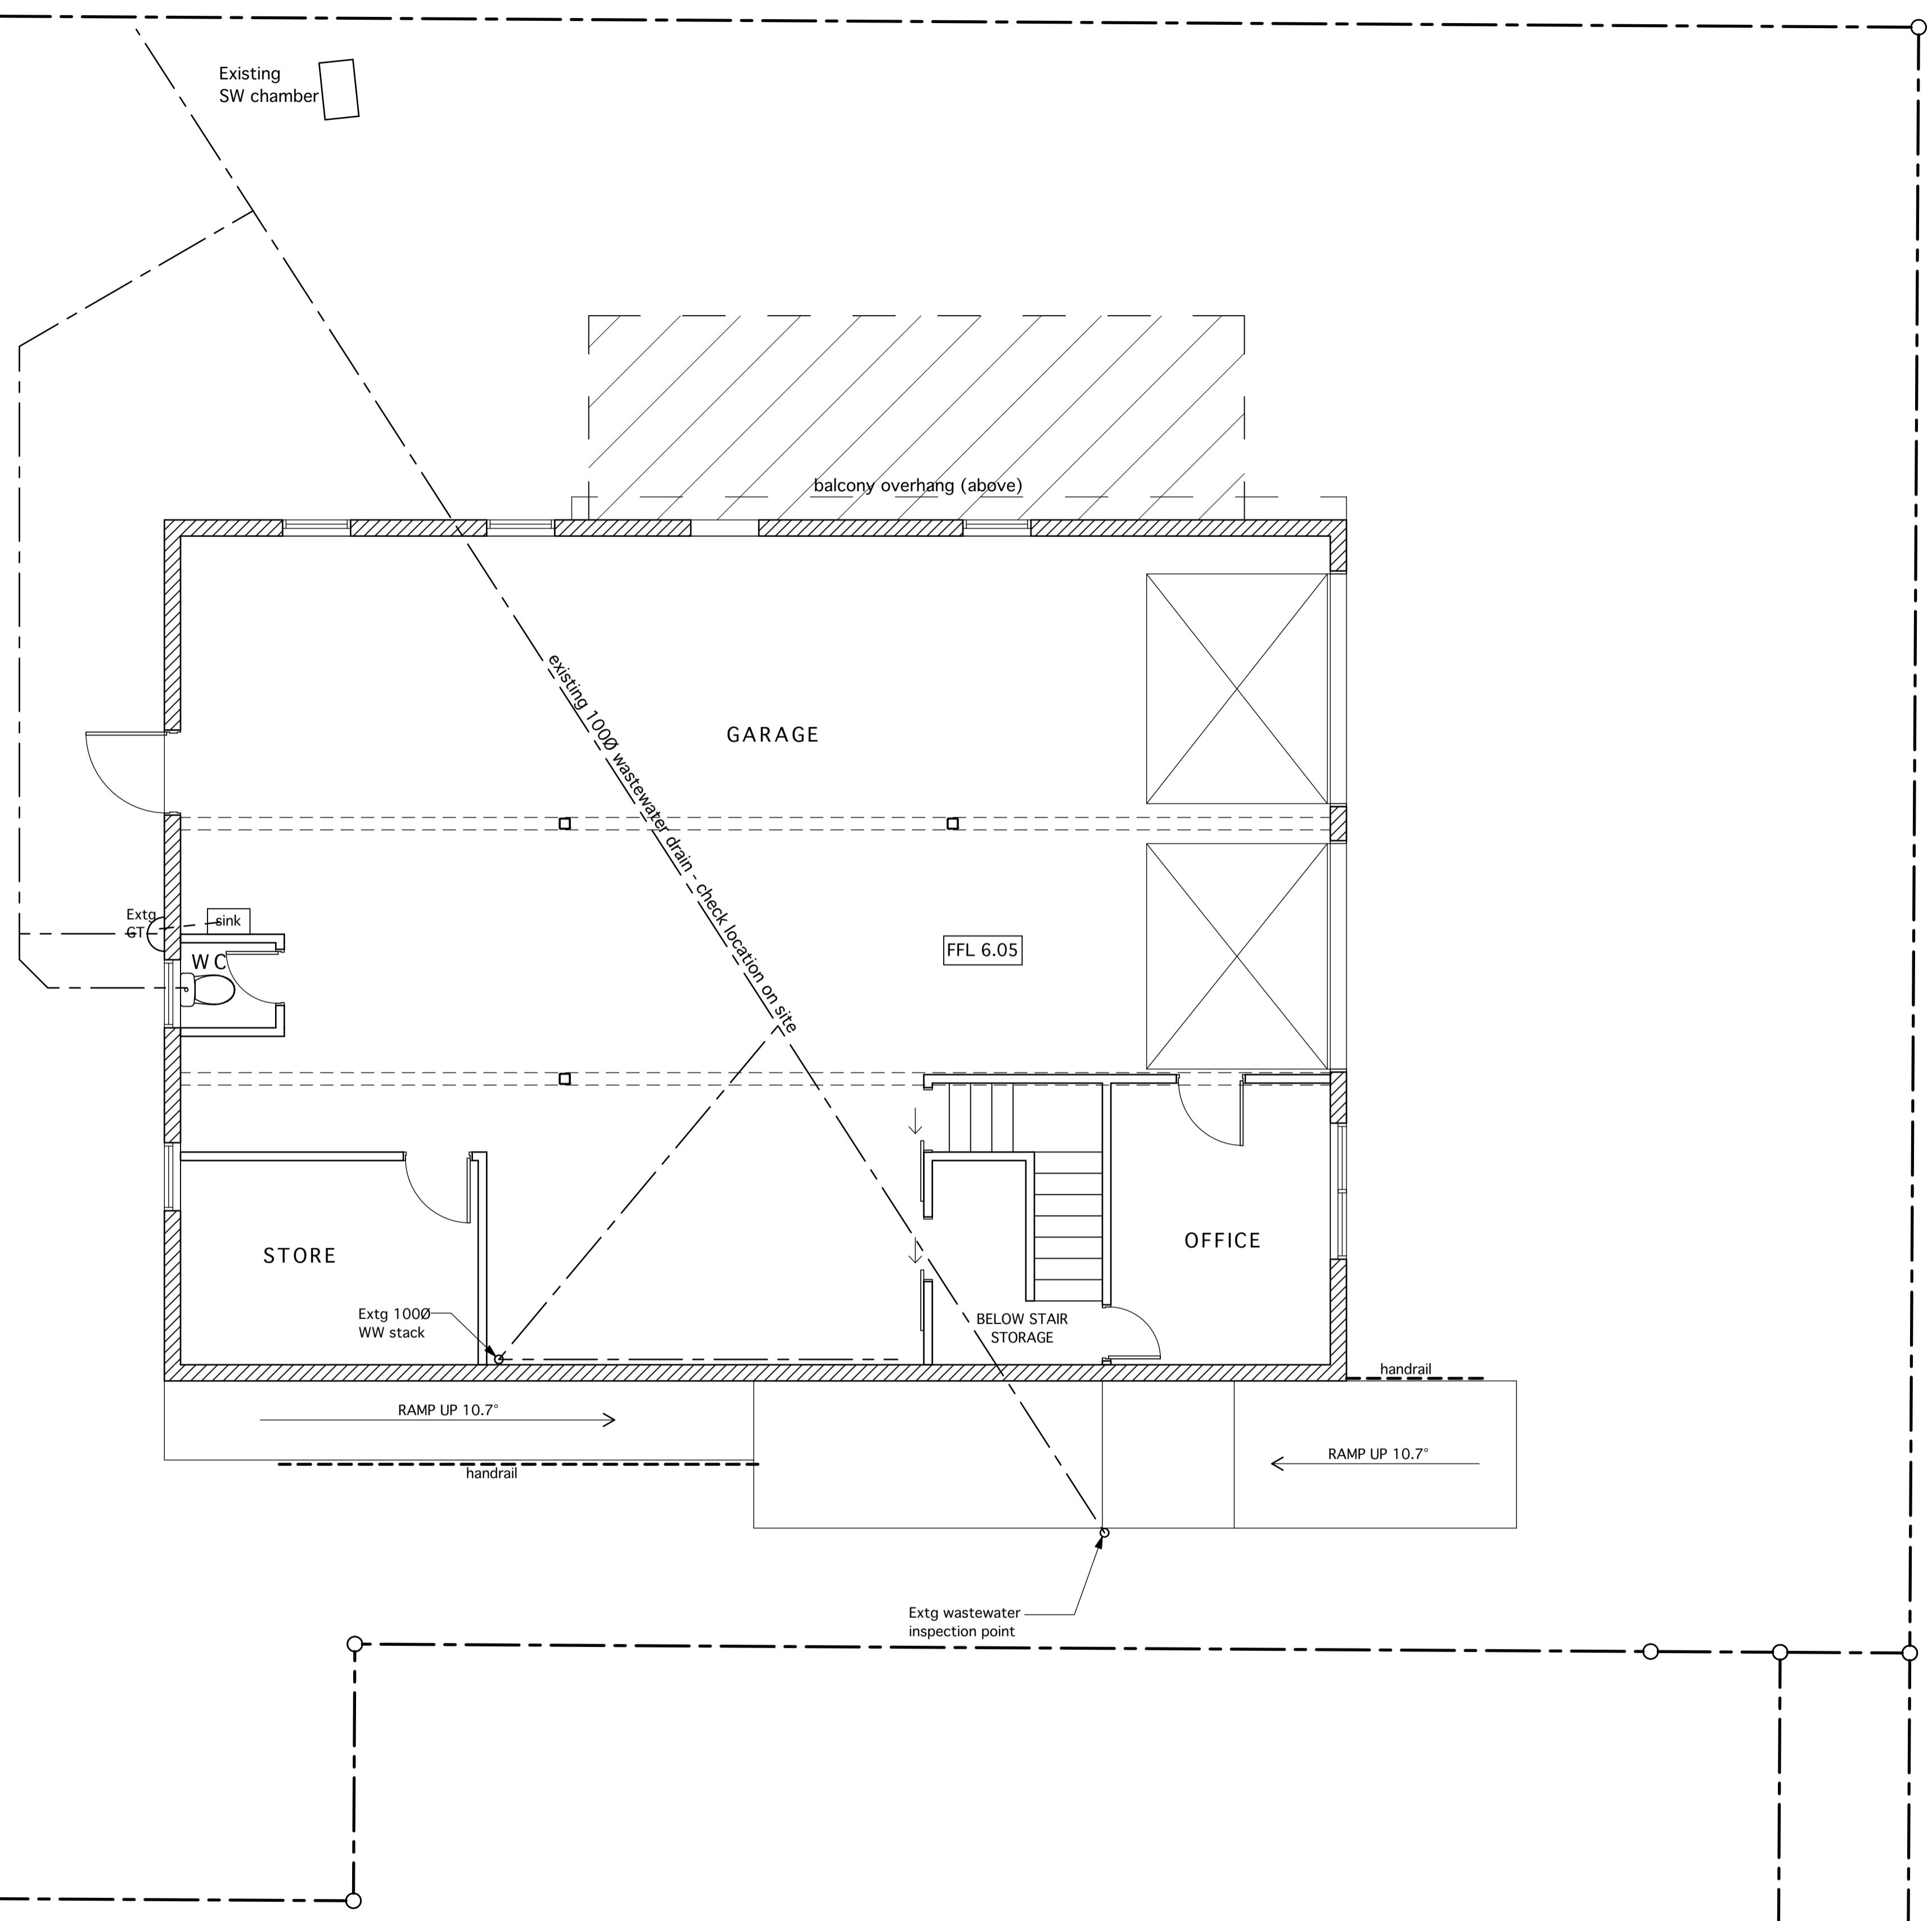 Existing
SW chamber
balcony overhang (above)
existing 100Ø wastewater drain - check location on site
GARAGE
Extg
GT
sink
WC
FFL 6.05
STORE
OFFICE
Extg 100Ø
WW stack
BELOW STAIR
STORAGE
handrail
RAMP UP 10.7°
RAMP UP 10.7°
handrail
Extg wastewater
inspection point